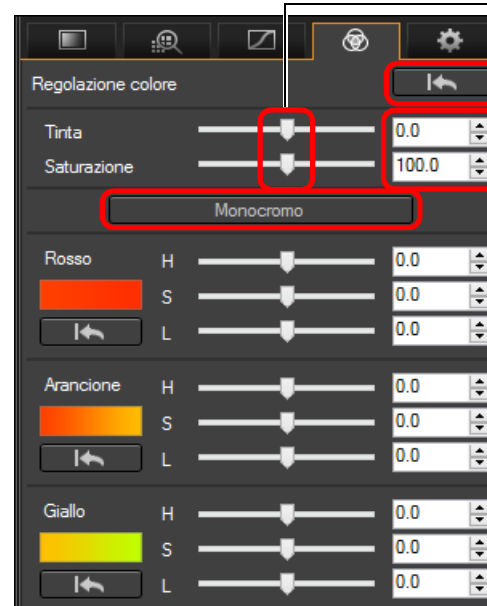 Regolazione colore
Tinta 0.0
Saturazione 100.0
Monocromo
Rosso H 0.0
S 0.0
L 0.0
Arancione H 0.0
S 0.0
L 0.0
Giallo H 0.0
S 0.0
L 0.0